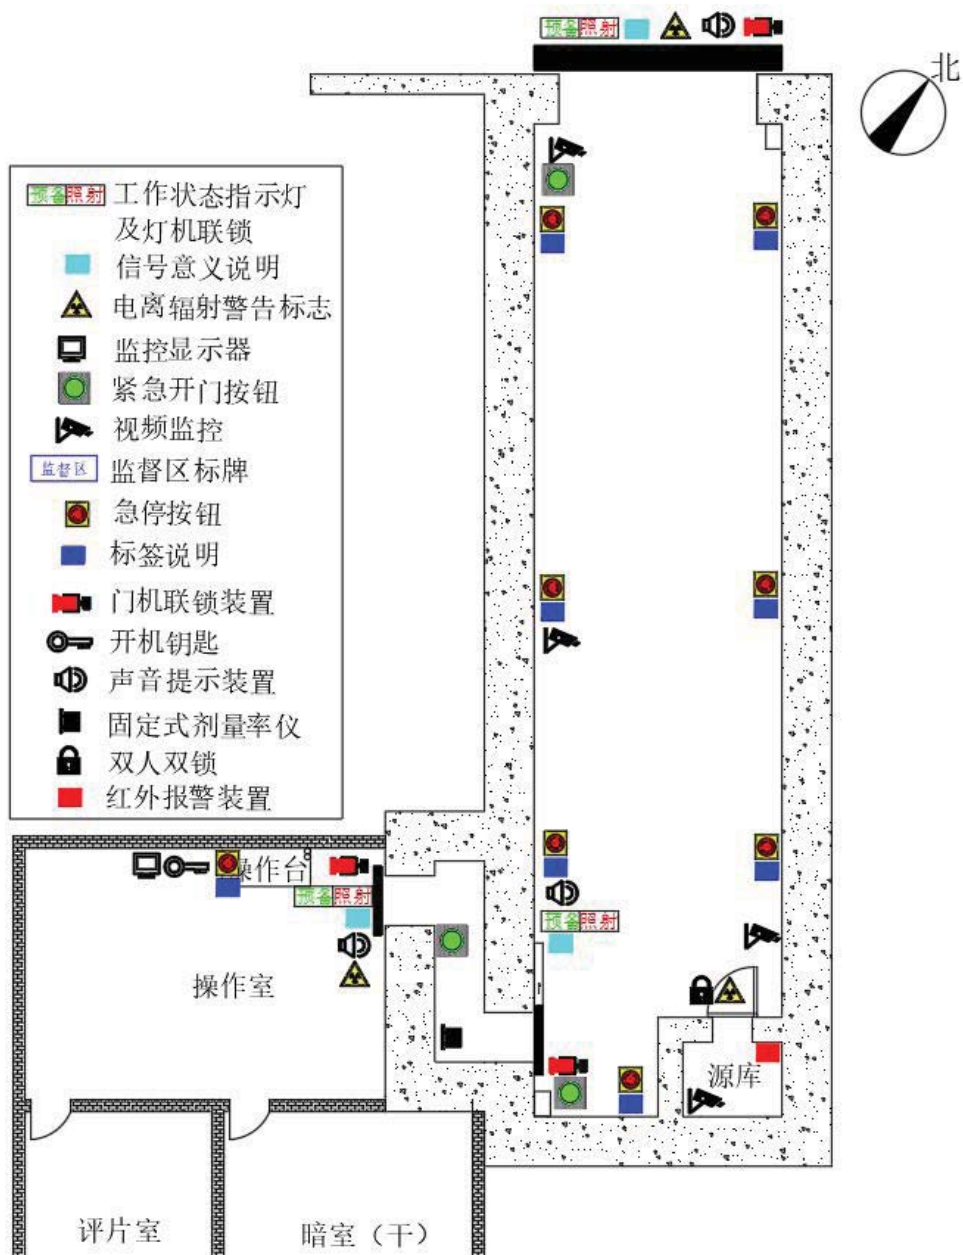 预备 照射
北
预备 照射 工作状态指示灯
及灯机联锁
信号意义说明
电离辐射警告标志
监控显示器
紧急开门按钮
视频监控
监督区 监督区标牌
急停按钮
标签说明
门机联锁装置
开机钥匙
声音提示装置
固定式剂量率仪
双人双锁
红外报警装置
操作台
预备 照射
预备 照射
操作室
源库
评片室
暗室（干）